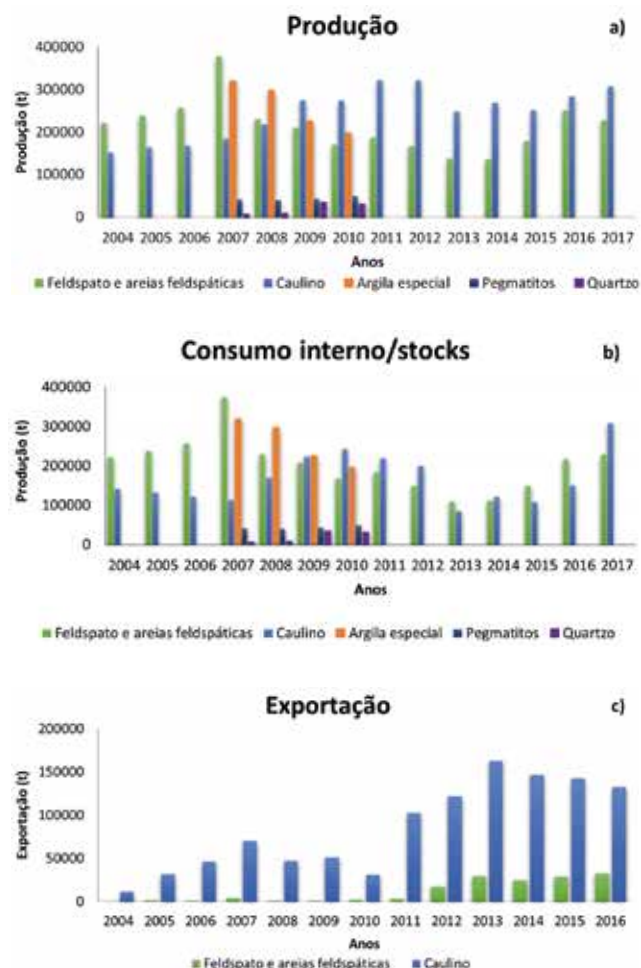 Produção a)
400000
300000
200000
100000
0
Produção (t)
2004 2005 2006 2007 2008 2009 2010 2011 2012 2013 2014 2015 2016 2017
Anos
Feldspato e areias feldspáticas Caulino Argila especial Pegmatitos Quartzo
Consumo interno/stocks b)
400000
300000
200000
100000
0
Produção (t)
2004 2005 2006 2007 2008 2009 2010 2011 2012 2013 2014 2015 2016 2017
Anos
Feldspato e areias feldspáticas Caulino Argila especial Pegmatitos Quartzo
Exportação c)
200000
150000
100000
50000
0
Exportação (t)
2004 2005 2006 2007 2008 2009 2010 2011 2012 2013 2014 2015 2016
Anos
Feldspato e areias feldspáticas Caulino